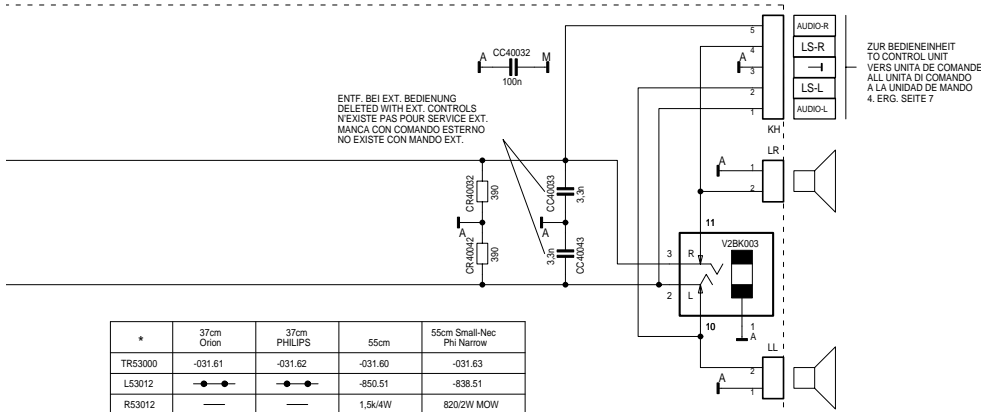 5
AUDIO-R
CC40032
A
M
100n
4
LS-R
A
3
2
LS-L
1
AUDIO-L
KH
ZUR BEDIENEINHEIT
TO CONTROL UNIT
VERS UNITA DE COMANDE
ALL UNITA DI COMANDO
A LA UNIDAD DE MANDO
4. ERG. SEITE 7
ENTF. BEI EXT. BEDIENUNG
DELETED WITH EXT. CONTROLS
N'EXISTE PAS POUR SERVICE EXT.
MANCA CON COMANDO ESTERNO
NO EXISTE CON MANDO EXT.
LR
A
1
2
CR40032
390
CC40033
3,3n
A
A
CR40042
390
3,3n
CC40043
11
V2BK003
3
R
2
L
10
1
A
LL
2
A
1
* 37cm Orion 37cm PHILIPS 55cm 55cm Small-Nec Phi Narrow
TR53000 -031.61 -031.62 -031.60 -031.63
L53012 -850.51 -838.51
R53012 1,5k/4W 820/2W MOW